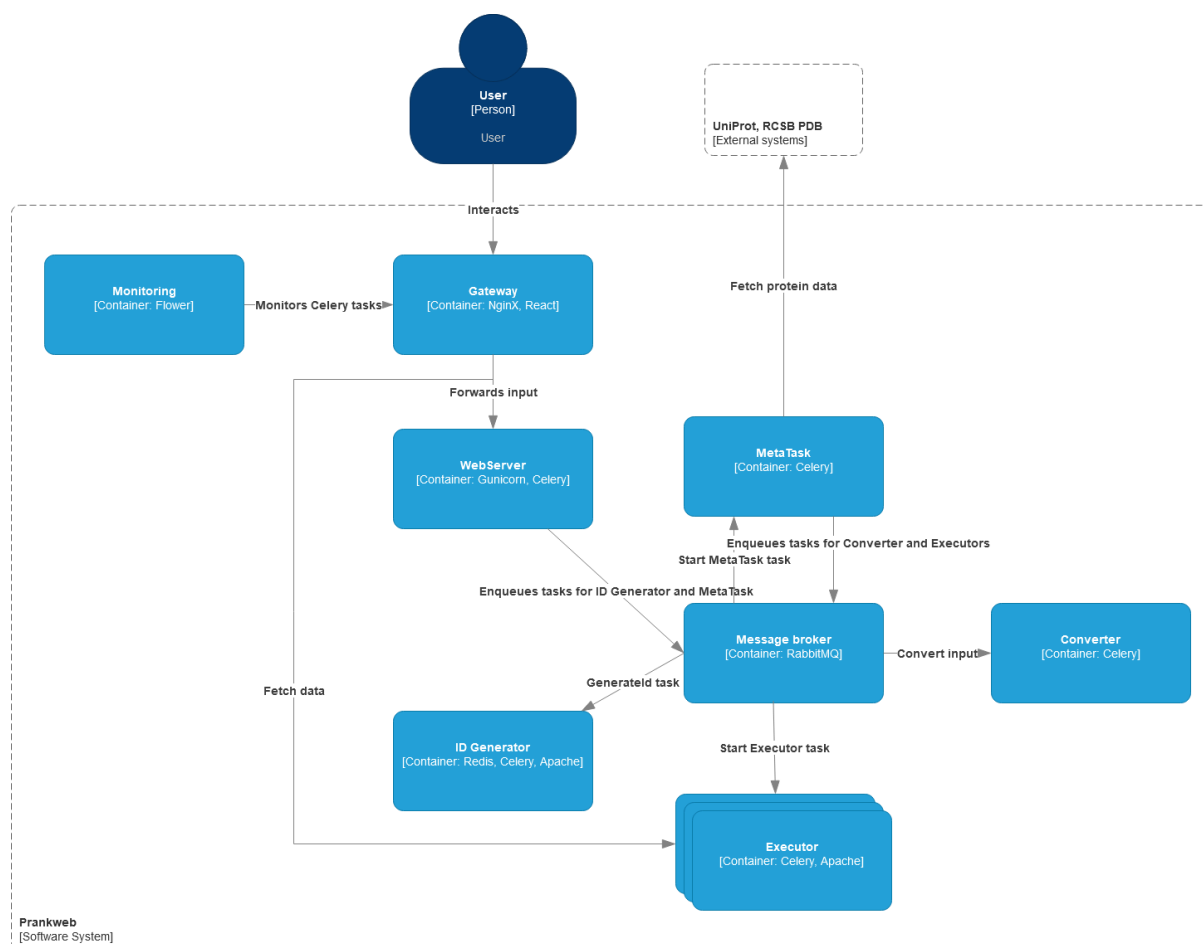 User
[Person]
User
UniProt, RCSB PDB
[External systems]
Interacts
Monitoring
[Container: Flower]
Monitors Celery tasks
Gateway
[Container: NginX, React]
Fetch protein data
Forwards input
WebServer
[Container: Gunicorn, Celery]
MetaTask
[Container: Celery]
Enqueues tasks for Converter and Executors
Start MetaTask task
Enqueues tasks for ID Generator and MetaTask
Message broker
[Container: RabbitMQ]
Convert input
Converter
[Container: Celery]
GenerateId task
Fetch data
ID Generator
[Container: Redis, Celery, Apache]
Start Executor task
Executor
[Container: Celery, Apache]
Prankweb
[Software System]